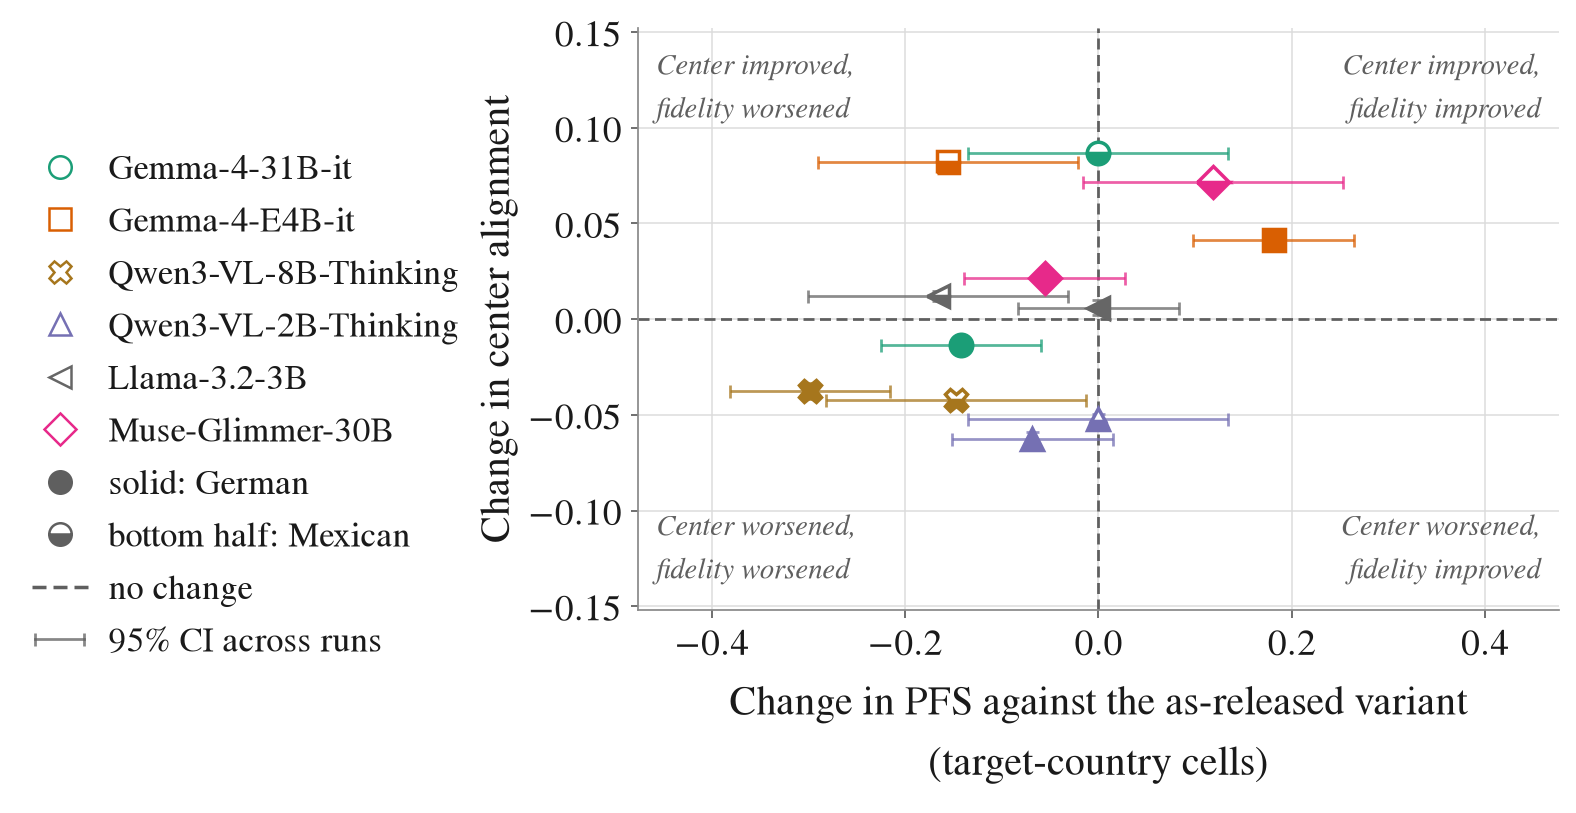 Gemma-4-31B-it
Gemma-4-E4B-it
Qwen3-VL-8B-Thinking
Qwen3-VL-2B-Thinking
Llama-3.2-3B
Muse-Glimmer-30B
solid: German
bottom half: Mexican
no change
95% CI across runs
Change in center alignment
0.15
0.10
0.05
0.00
−0.05
−0.10
−0.15
Center improved,
fidelity worsened
Center improved,
fidelity improved
Center worsened,
fidelity worsened
Center worsened,
fidelity improved
−0.4
−0.2
0.0
0.2
0.4
Change in PFS against the as-released variant
(target-country cells)